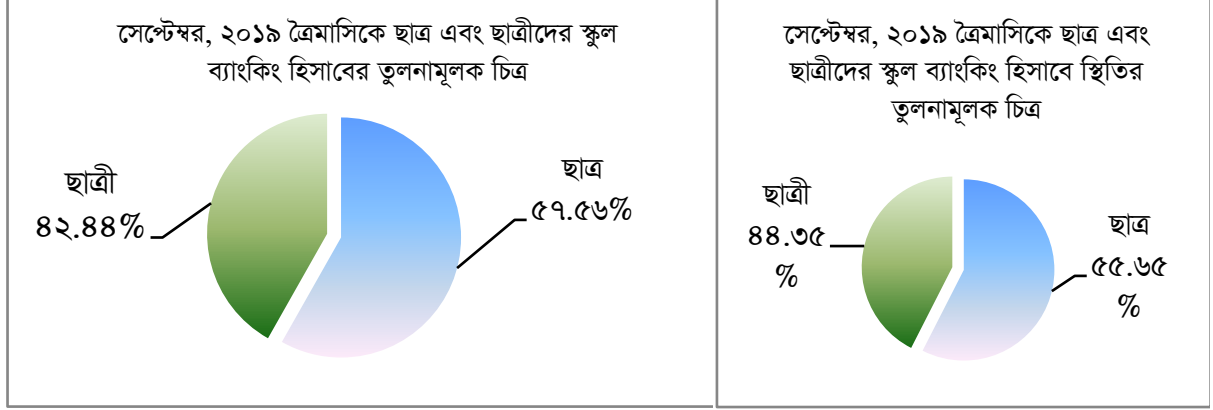 সেপ্টেম্বর, ২০১৯ ত্রৈমাসিকে ছাত্র এবং ছাত্রীদের স্কুল
ব্যাংকিং হিসাবের তুলনামূলক চিত্র
ছাত্রী
৪২.৪৪%
ছাত্র
৫৭.৫৬%
সেপ্টেম্বর, ২০১৯ ত্রৈমাসিকে ছাত্র এবং
ছাত্রীদের স্কুল ব্যাংকিং হিসাবে স্থিতির
তুলনামূলক চিত্র
ছাত্রী
৪৪.৩৫
%
ছাত্র
৫৫.৬৫
%